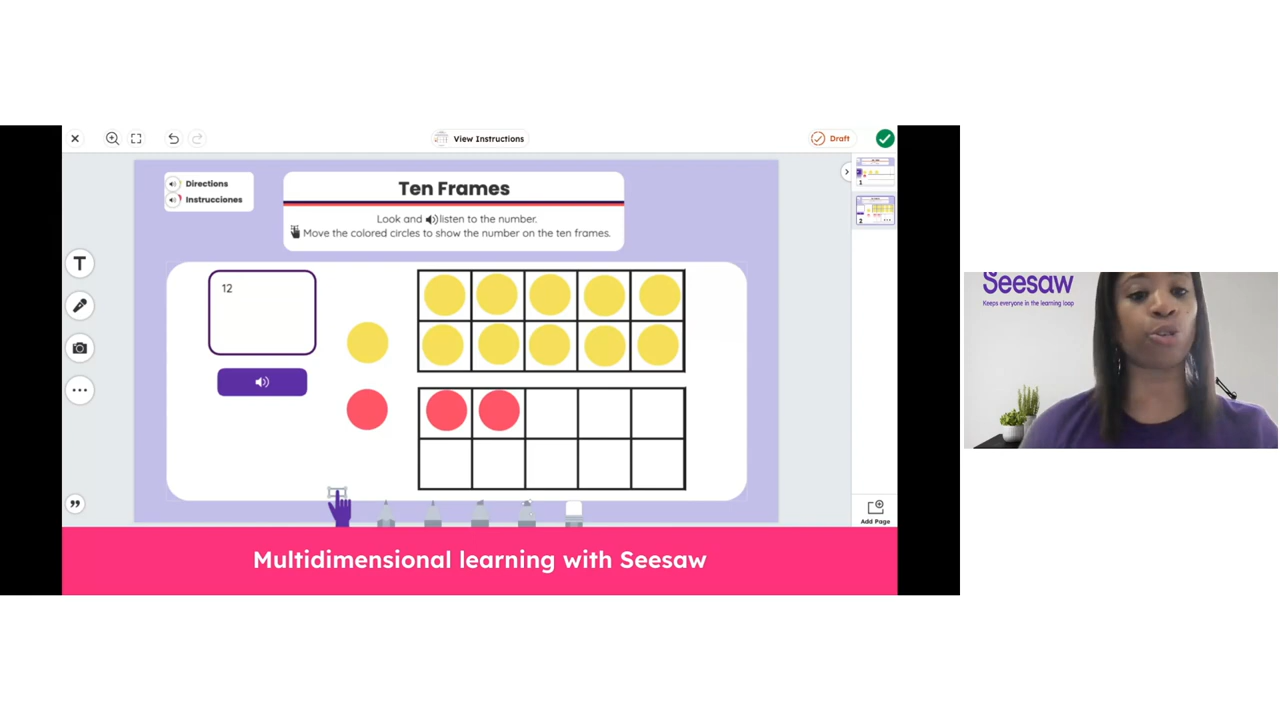 View Instructions
Draft
Directions
Instrucciones
Ten Frames
Look and listen to the number.
Move the colored circles to show the number on the ten frames.
12
T
1
2
Add Page
Multidimensional learning with Seesaw
Seesaw
Keeps everyone in the learning loop